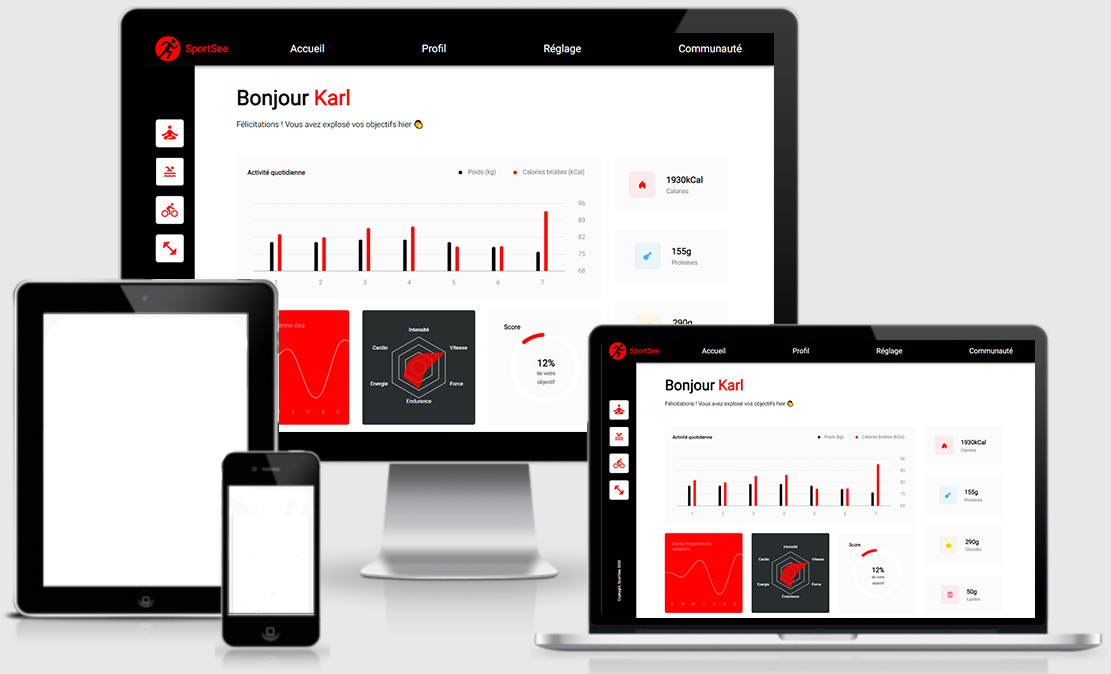 SportSee
Accueil
Profil
Réglage
Communauté
Bonjour Karl
Félicitations ! Vous avez explosé vos objectifs hier 👏
Activité quotidienne
Poids (kg)
Calories brûlées (kCal)
96
89
82
75
68
1 2 3 4 5 6 7
1930kCal
Calories
155g
Proteines
290g
enne des
J V S D
Intensité
Vitesse
Force
Endurance
Energie
Cardio
Score
12%
de votre
objectif
SportSee
Accueil
Profil
Réglage
Communauté
Bonjour Karl
Félicitations ! Vous avez explosé vos objectifs hier 👏
Activité quotidienne
Poids (kg)
Calories brûlées (kCal)
96
89
82
75
68
1 2 3 4 5 6 7
1930kCal
Calories
155g
Proteines
290g
Glucides
50g
Lipides
Durée moyenne des
sessions
L M M J V S D
Intensité
Vitesse
Force
Endurance
Energie
Cardio
Score
12%
de votre
objectif